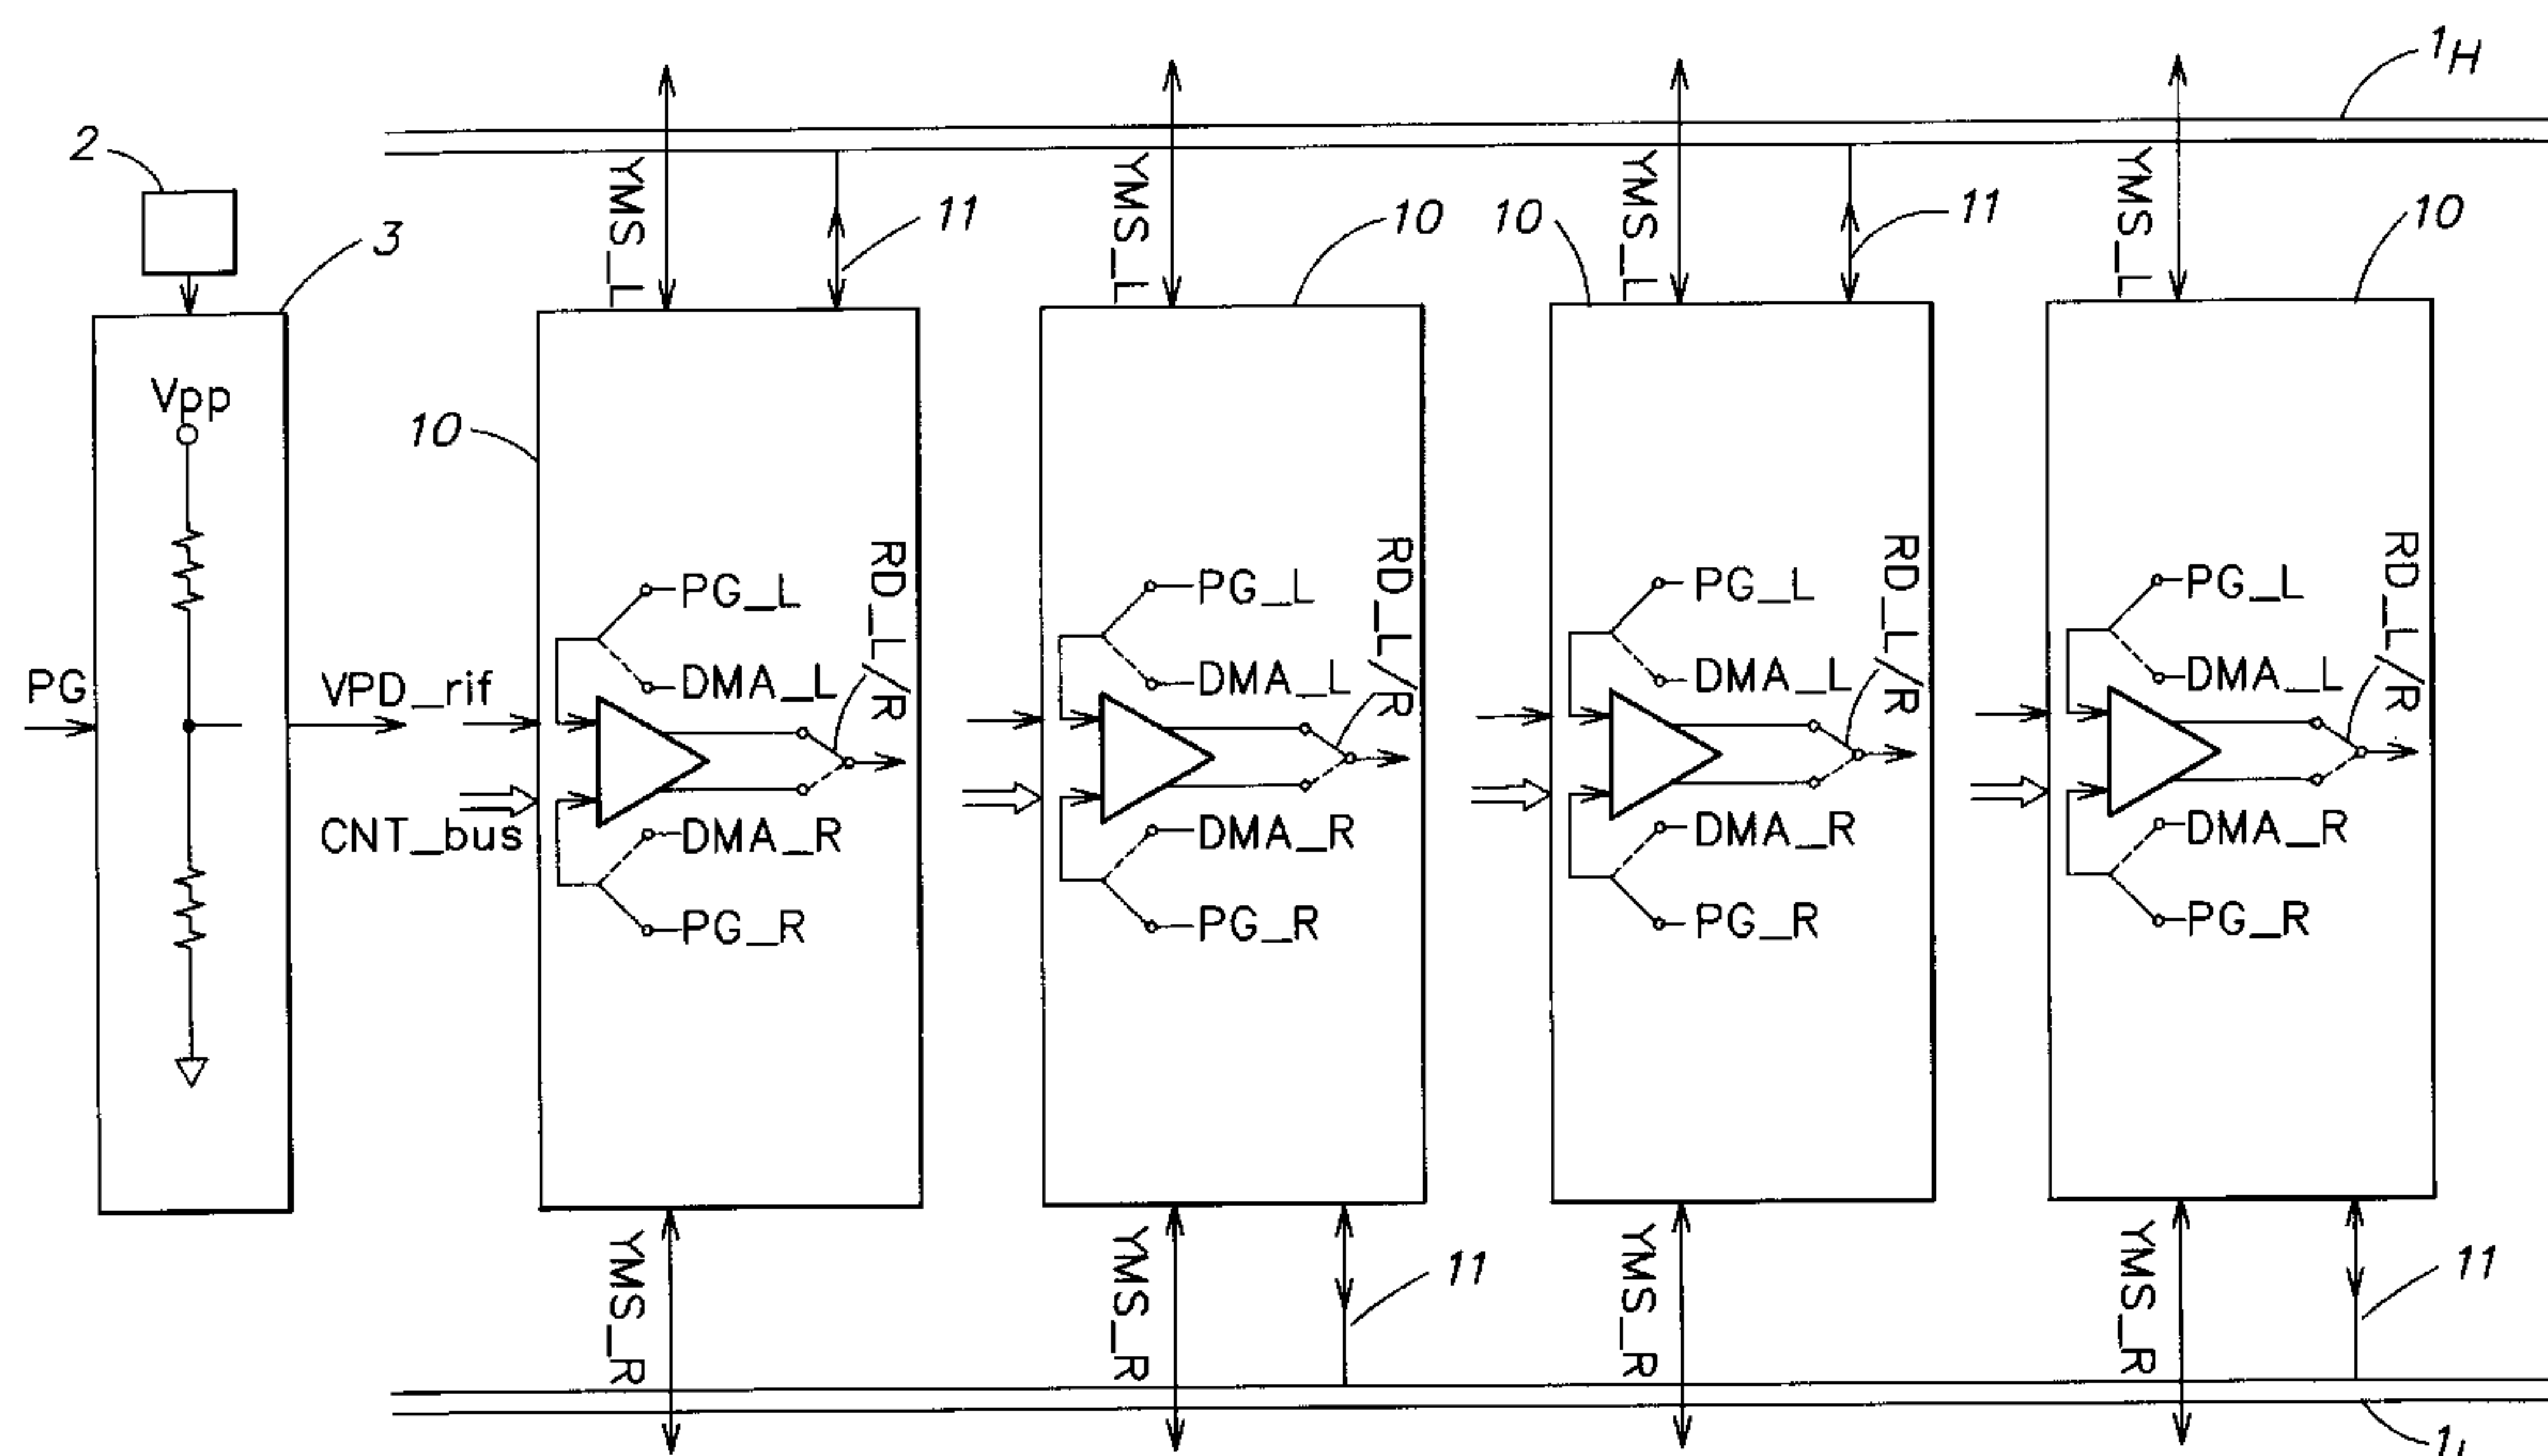 1H
2
3
YMS_L
11
YMS_L
10
10
YMS_L
11
YMS_L
10
Vpp
10
PG
VPD_rif
CNT_bus
PG_L
DMA_L
RD_L/R
DMA_R
PG_R
PG_L
DMA_L
RD_L/R
DMA_R
PG_R
PG_L
DMA_L
RD_L/R
DMA_R
PG_R
PG_L
DMA_L
RD_L/R
DMA_R
PG_R
YMS_R
YMS_R
11
YMS_R
YMS_R
11